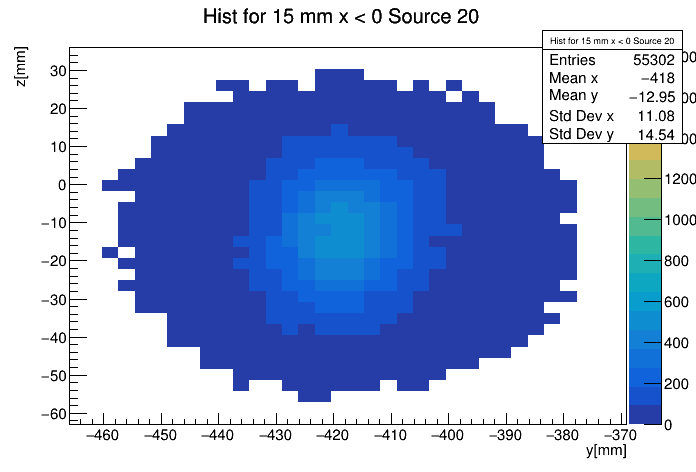 Hist for 15 mm x < 0 Source 20
Hist for 15 mm x < 0 Source 20
Entries 55302
Mean x −418
Mean y −12.95
Std Dev x 11.08
Std Dev y 14.54
z[mm]
30
20
10
0
−10
−20
−30
−40
−50
−60
−460 −450 −440 −430 −420 −410 −400 −390 −380 −370
y[mm]
1200
1000
800
600
400
200
0